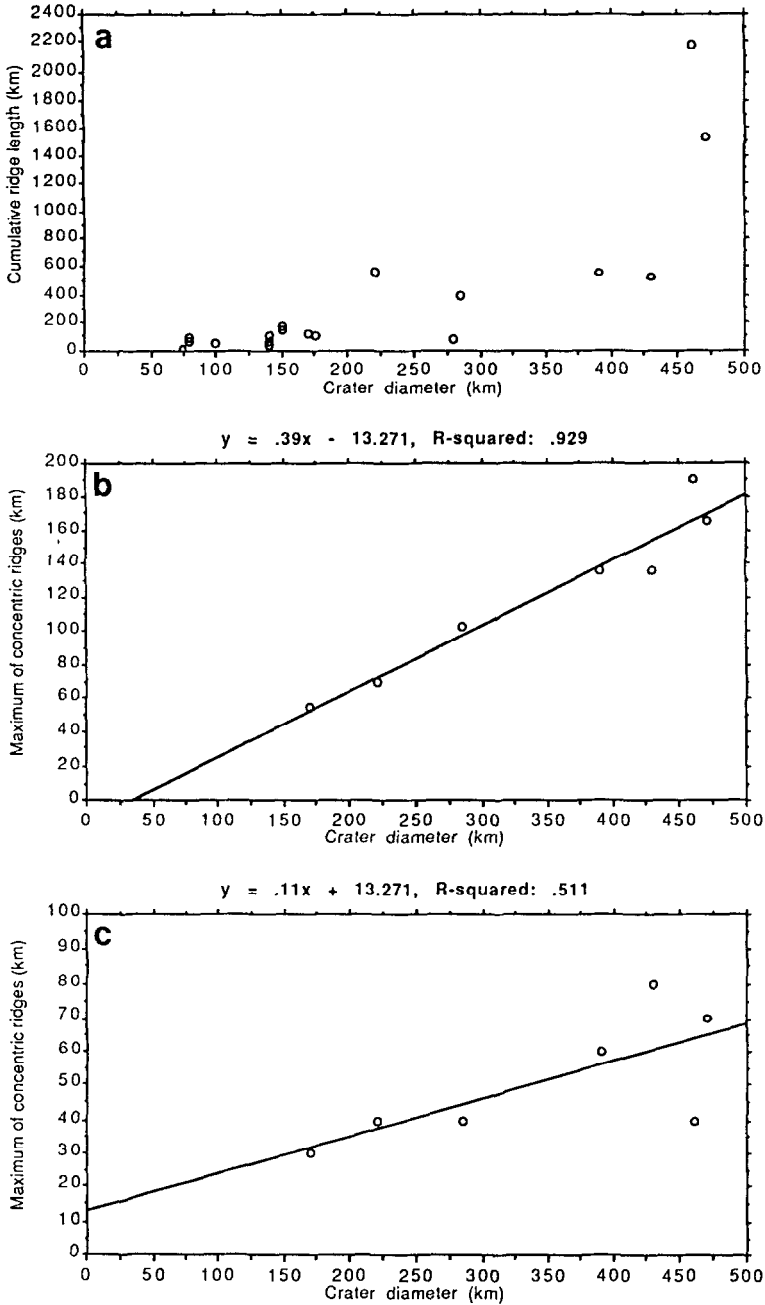 a
Cumulative ridge length (km)
2400
2200
2000
1800
1600
1400
1200
1000
800
600
400
200
0
0 50 100 150 200 250 300 350 400 450 500
Crater diameter (km)
y = .39x - 13.271, R-squared: .929
b
Maximum of concentric ridges (km)
200
180
160
140
120
100
80
60
40
20
0
0 50 100 150 200 250 300 350 400 450 500
Crater diameter (km)
y = .11x + 13.271, R-squared: .511
c
Maximum of concentric ridges (km)
100
90
80
70
60
50
40
30
20
10
0
0 50 100 150 200 250 300 350 400 450 500
Crater diameter (km)